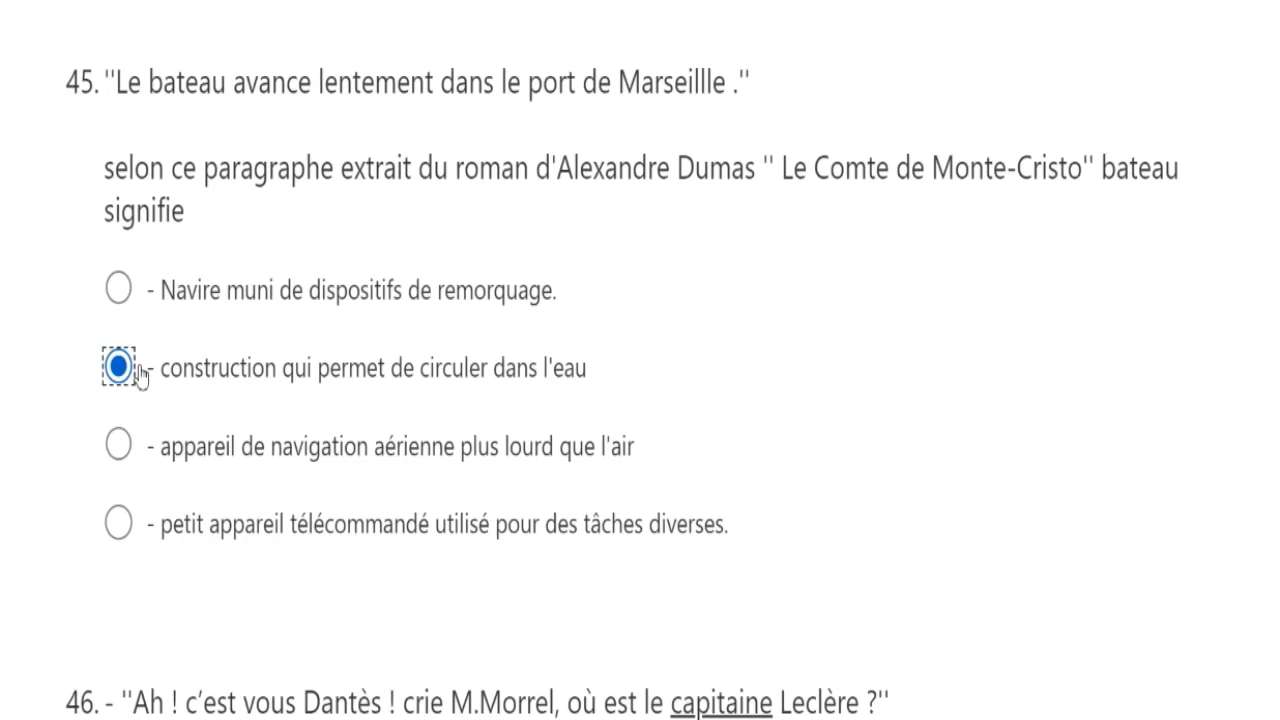 45. "Le bateau avance lentement dans le port de Marseillle ."
selon ce paragraphe extrait du roman d'Alexandre Dumas " Le Comte de Monte-Cristo" bateau
signifie
- Navire muni de dispositifs de remorquage.
- construction qui permet de circuler dans l'eau
- appareil de navigation aérienne plus lourd que l'air
- petit appareil télécommandé utilisé pour des tâches diverses.
46. - "Ah ! c’est vous Dantès ! crie M.Morrel, où est le capitaine Leclère ?"